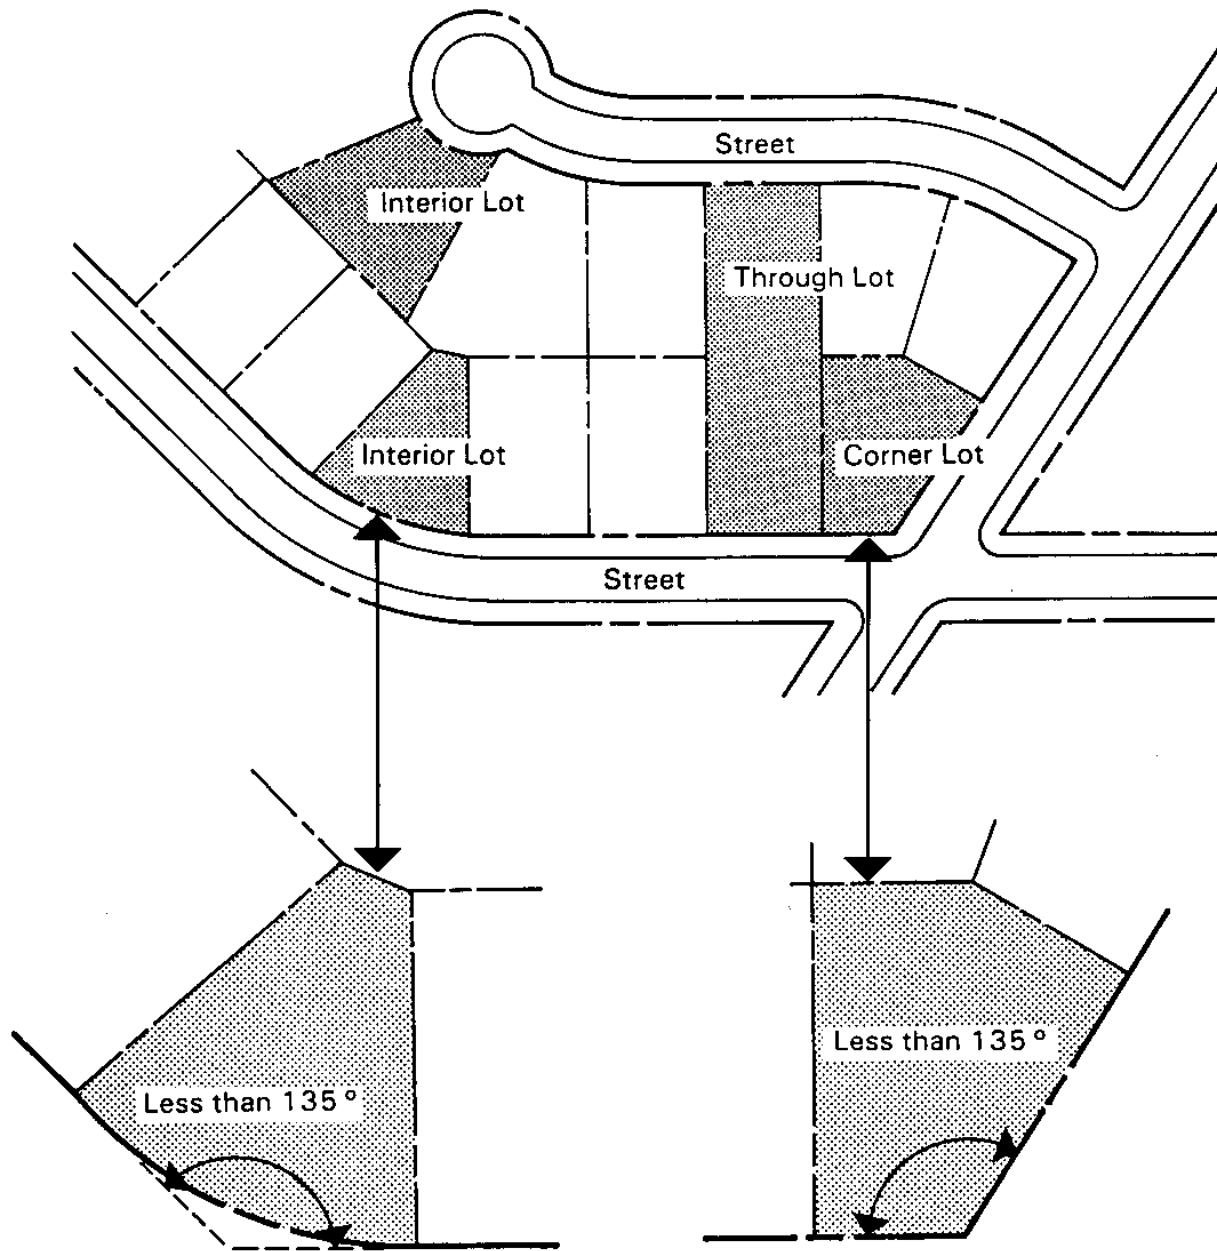 Street
Interior Lot
Through Lot
Interior Lot
Corner Lot
Street
Less than 135°
Less than 135°